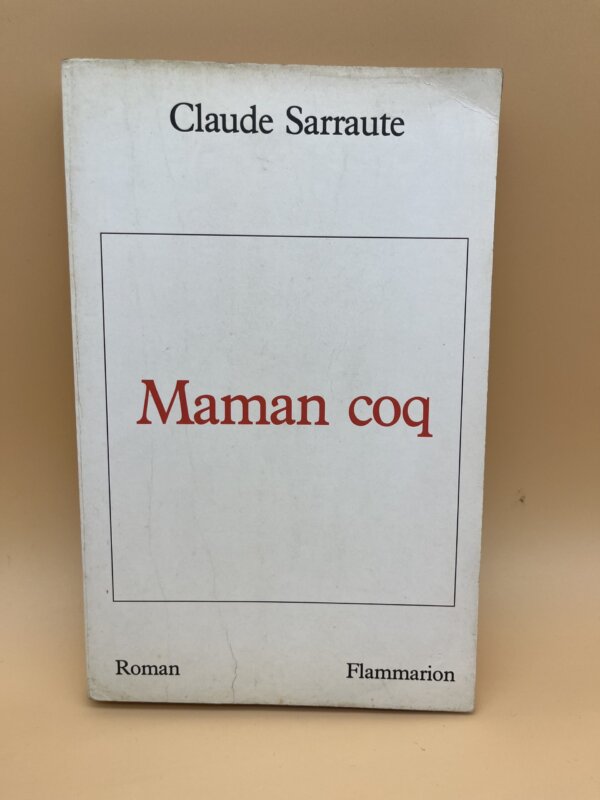 Claude Sarraute
Maman coq
Roman
Flammarion